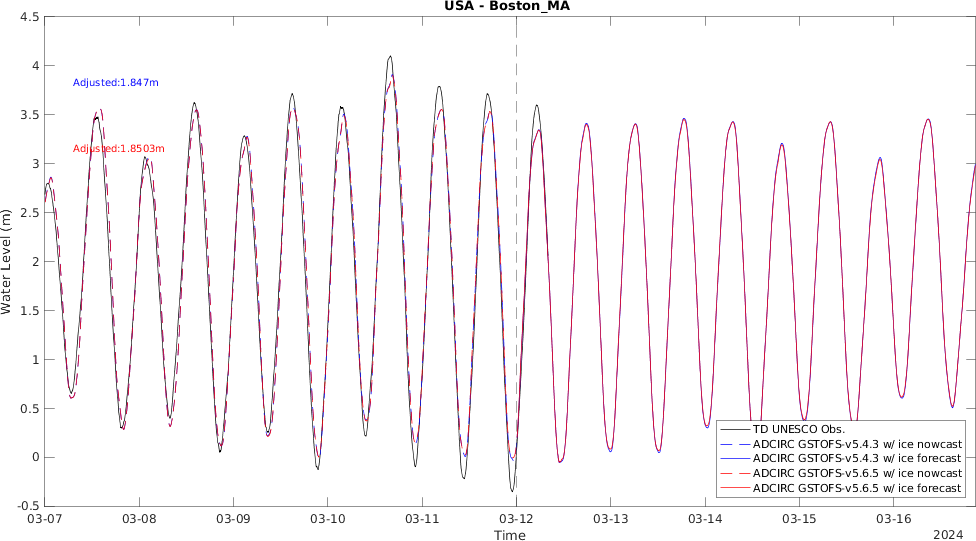 USA - Boston_MA
4.5
4
3.5
3
2.5
2
1.5
1
0.5
0
-0.5
Water Level (m)
Adjusted:1.847m
Adjusted:1.8503m
TD UNESCO Obs.
ADCIRC GSTOFS-v5.4.3 w/ ice nowcast
ADCIRC GSTOFS-v5.4.3 w/ ice forecast
ADCIRC GSTOFS-v5.6.5 w/ ice nowcast
ADCIRC GSTOFS-v5.6.5 w/ ice forecast
03-07 03-08 03-09 03-10 03-11 03-12 03-13 03-14 03-15 03-16
Time
2024